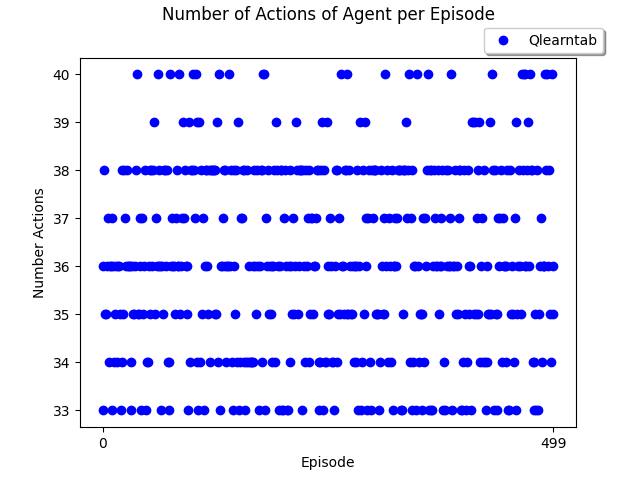 Number of Actions of Agent per Episode
Qlearntab
40
39
38
37
36
35
34
33
Number Actions
0
499
Episode